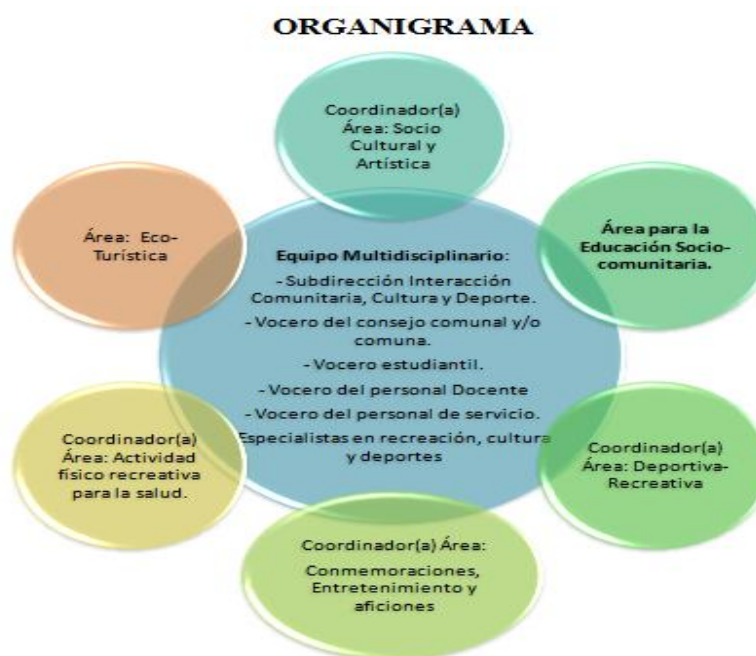 ORGANIGRAMA
Coordinador(a)
Área: Socio
Cultural y
Artística
Área para la
Educación Socio-
comunitaria.
Coordinador(a)
Área: Deportiva-
Recreativa
Coordinador(a) Área:
Conmemoraciones,
Entretenimiento y
aficiones
Coordinador(a)
Área: Actividad
físico recreativa
para la salud.
Área: Eco-
Turística
Equipo Multidisciplinario:
- Subdirección Interacción
Comunitaria, Cultura y Deporte.
- Vocero del consejo comunal y/o
comuna.
- Vocero estudiantil.
- Vocero del personal Docente
- Vocero del personal de servicio.
Especialistas en recreación, cultura
y deportes